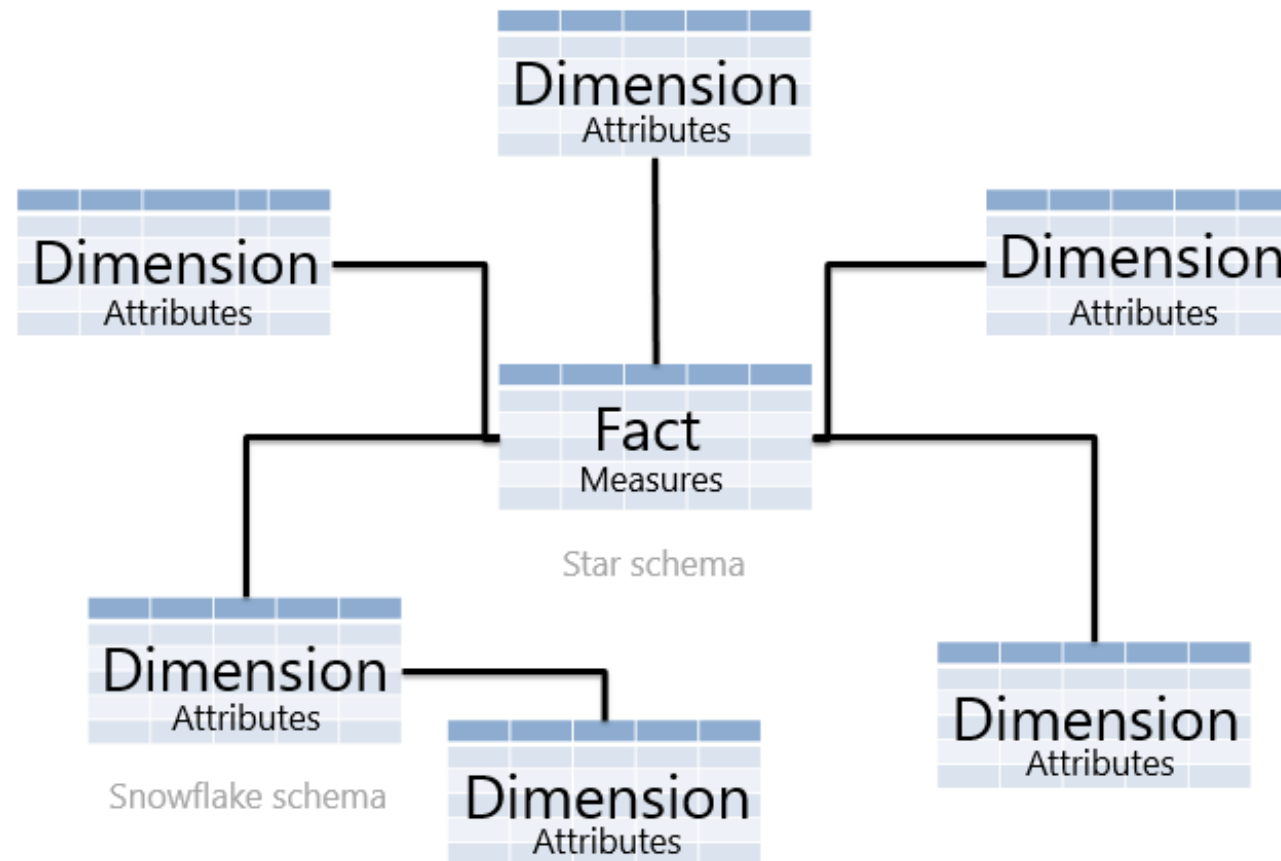 Dimension
Attributes
Dimension
Attributes
Dimension
Attributes
Fact
Measures
Star schema
Dimension
Attributes
Snowflake schema
Dimension
Attributes
Dimension
Attributes